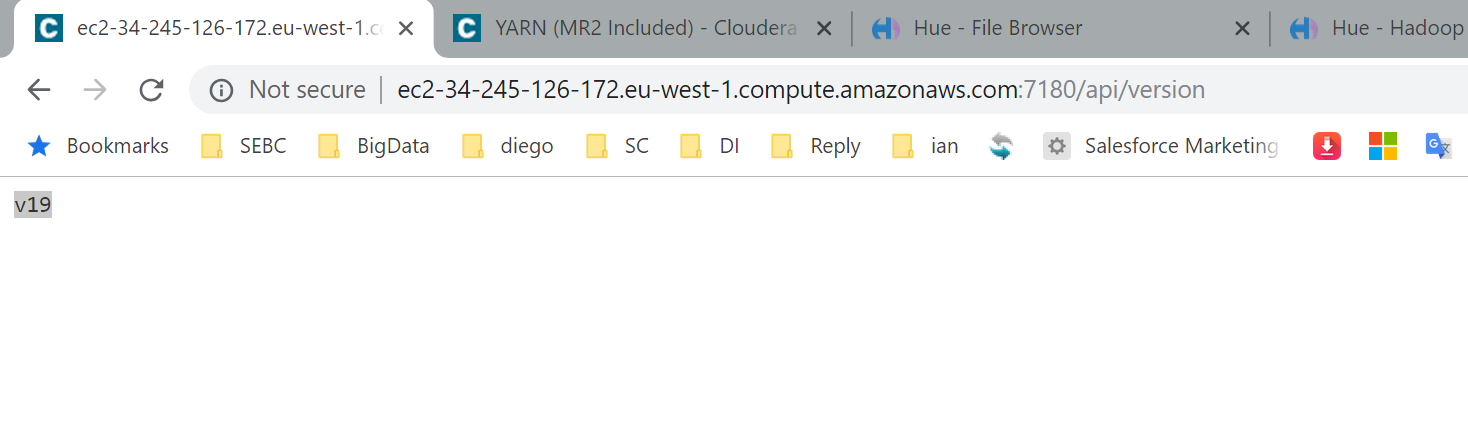 ec2-34-245-126-172.eu-west-1.c YARN (MR2 Included) - Cloudera Hue - File Browser Hue - Hadoop
Not secure ec2-34-245-126-172.eu-west-1.compute.amazonaws.com:7180/api/version
Bookmarks SEBC BigData diego SC DI Reply ian Salesforce Marketing
v19